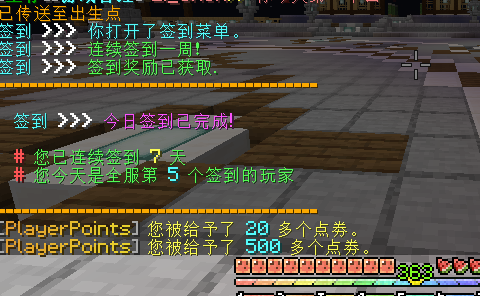 已传送至出生点
签到 >>> 你打开了签到菜单。
签到 >>> 连续签到一周!
签到 >>> 签到奖励已获取.
签到 >>> 今日签到已完成!
# 您已连续签到 7 天
# 您今天是全服第 5 个签到的玩家
[PlayerPoints] 您被给予了 20 多个点券。
[PlayerPoints] 您被给予了 500 多个点券。
363